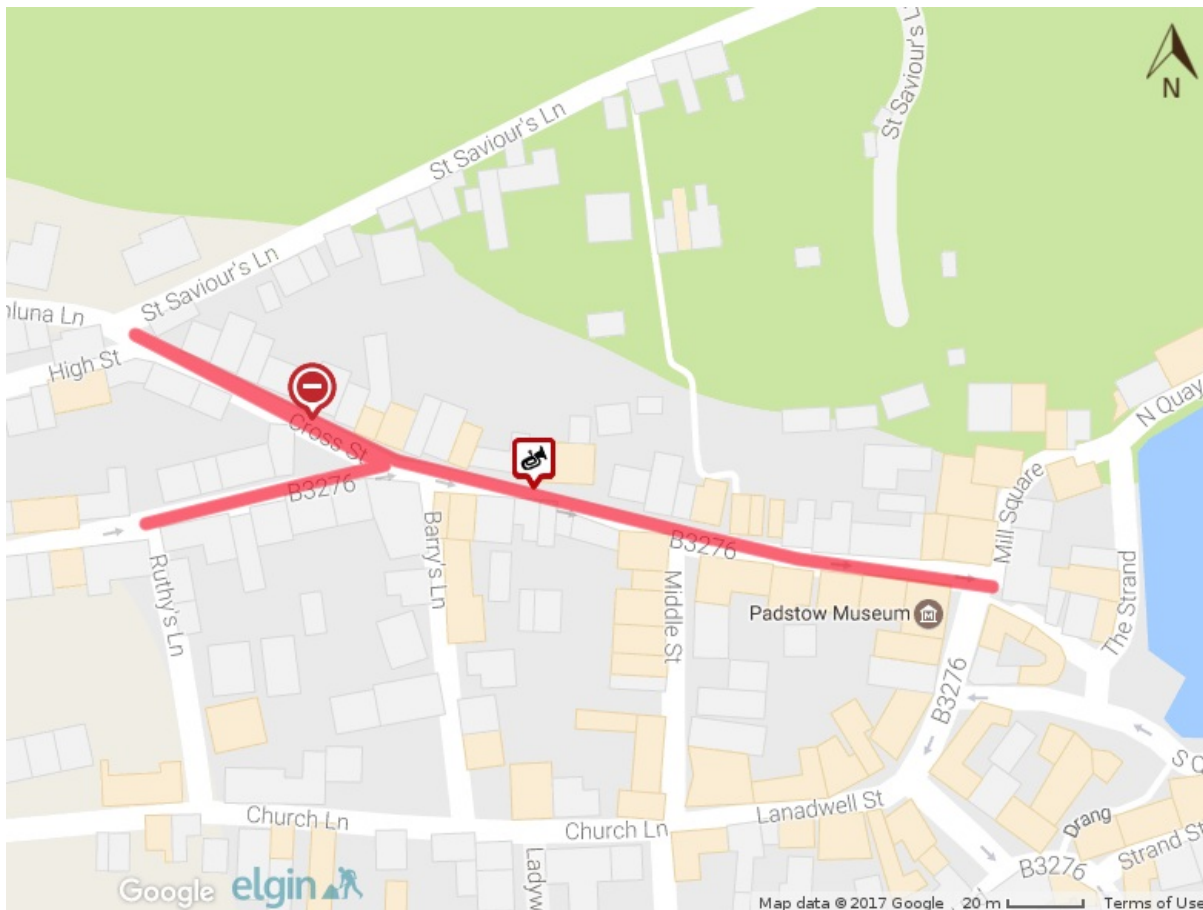 St Saviour's Ln
St Saviour's L
St Saviour's Ln
nluna Ln
High St
N Quay
Cross St
B3276
Mill Square
B3276
Barry's Ln
Ruthy's Ln
Middle St
The Strand
Padstow Museum
M
B3276
S Q
Lanadwell St
Church Ln
Church Ln
Drang
Strand St
B3276
Ladyw
Google
elgin
Map data © 2017 Google
20 m
Terms of Use
N